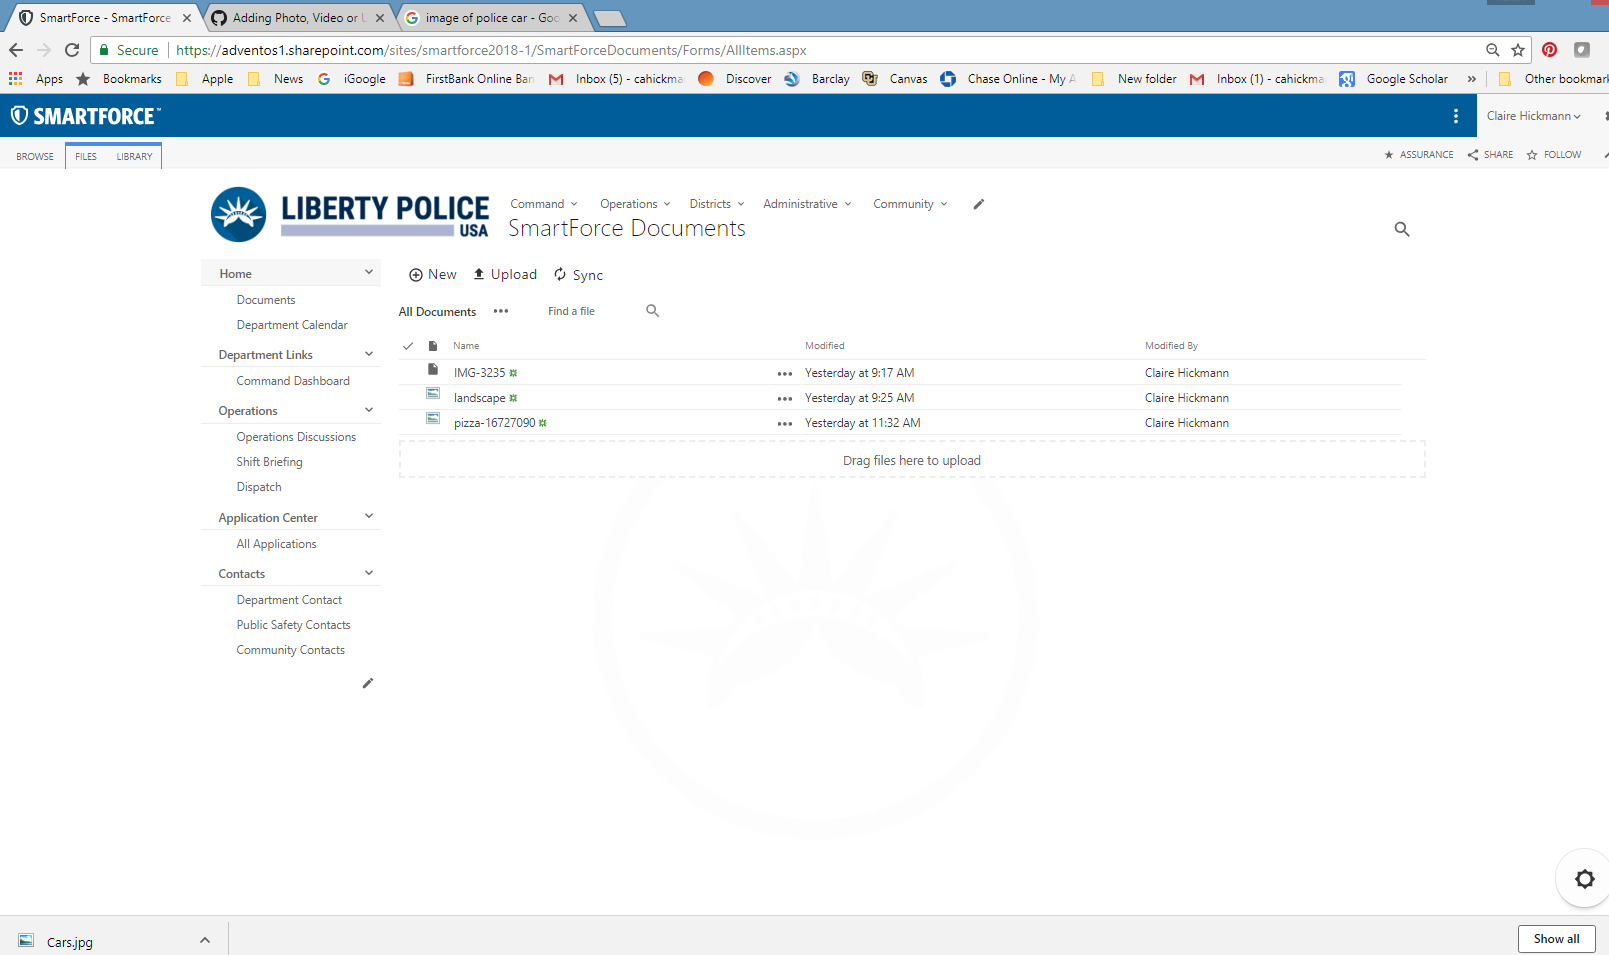 SmartForce - SmartForce
Adding Photo, Video or U
image of police car - Goo
Secure https://adventos1.sharepoint.com/sites/smartforce2018-1/SmartForceDocuments/Forms/AllItems.aspx
Apps Bookmarks Apple News iGoogle FirstBank Online Ban Inbox (5) - cahickma Discover Barclay Canvas Chase Online - My A New folder Inbox (1) - cahickma Google Scholar » Other bookmark
SMARTFORCE™ Claire Hickmann
BROWSE FILES LIBRARY ASSURANCE SHARE FOLLOW
LIBERTY POLICE
USA
Command Operations Districts Administrative Community
SmartForce Documents
Home
Documents
Department Calendar
Department Links
Command Dashboard
Operations
Operations Discussions
Shift Briefing
Dispatch
Application Center
All Applications
Contacts
Department Contact
Public Safety Contacts
Community Contacts
New Upload Sync
All Documents ••• Find a file
Name Modified Modified By
IMG-3235 ••• Yesterday at 9:17 AM Claire Hickmann
landscape ••• Yesterday at 9:25 AM Claire Hickmann
pizza-16727090 ••• Yesterday at 11:32 AM Claire Hickmann
Drag files here to upload
Cars.jpg Show all